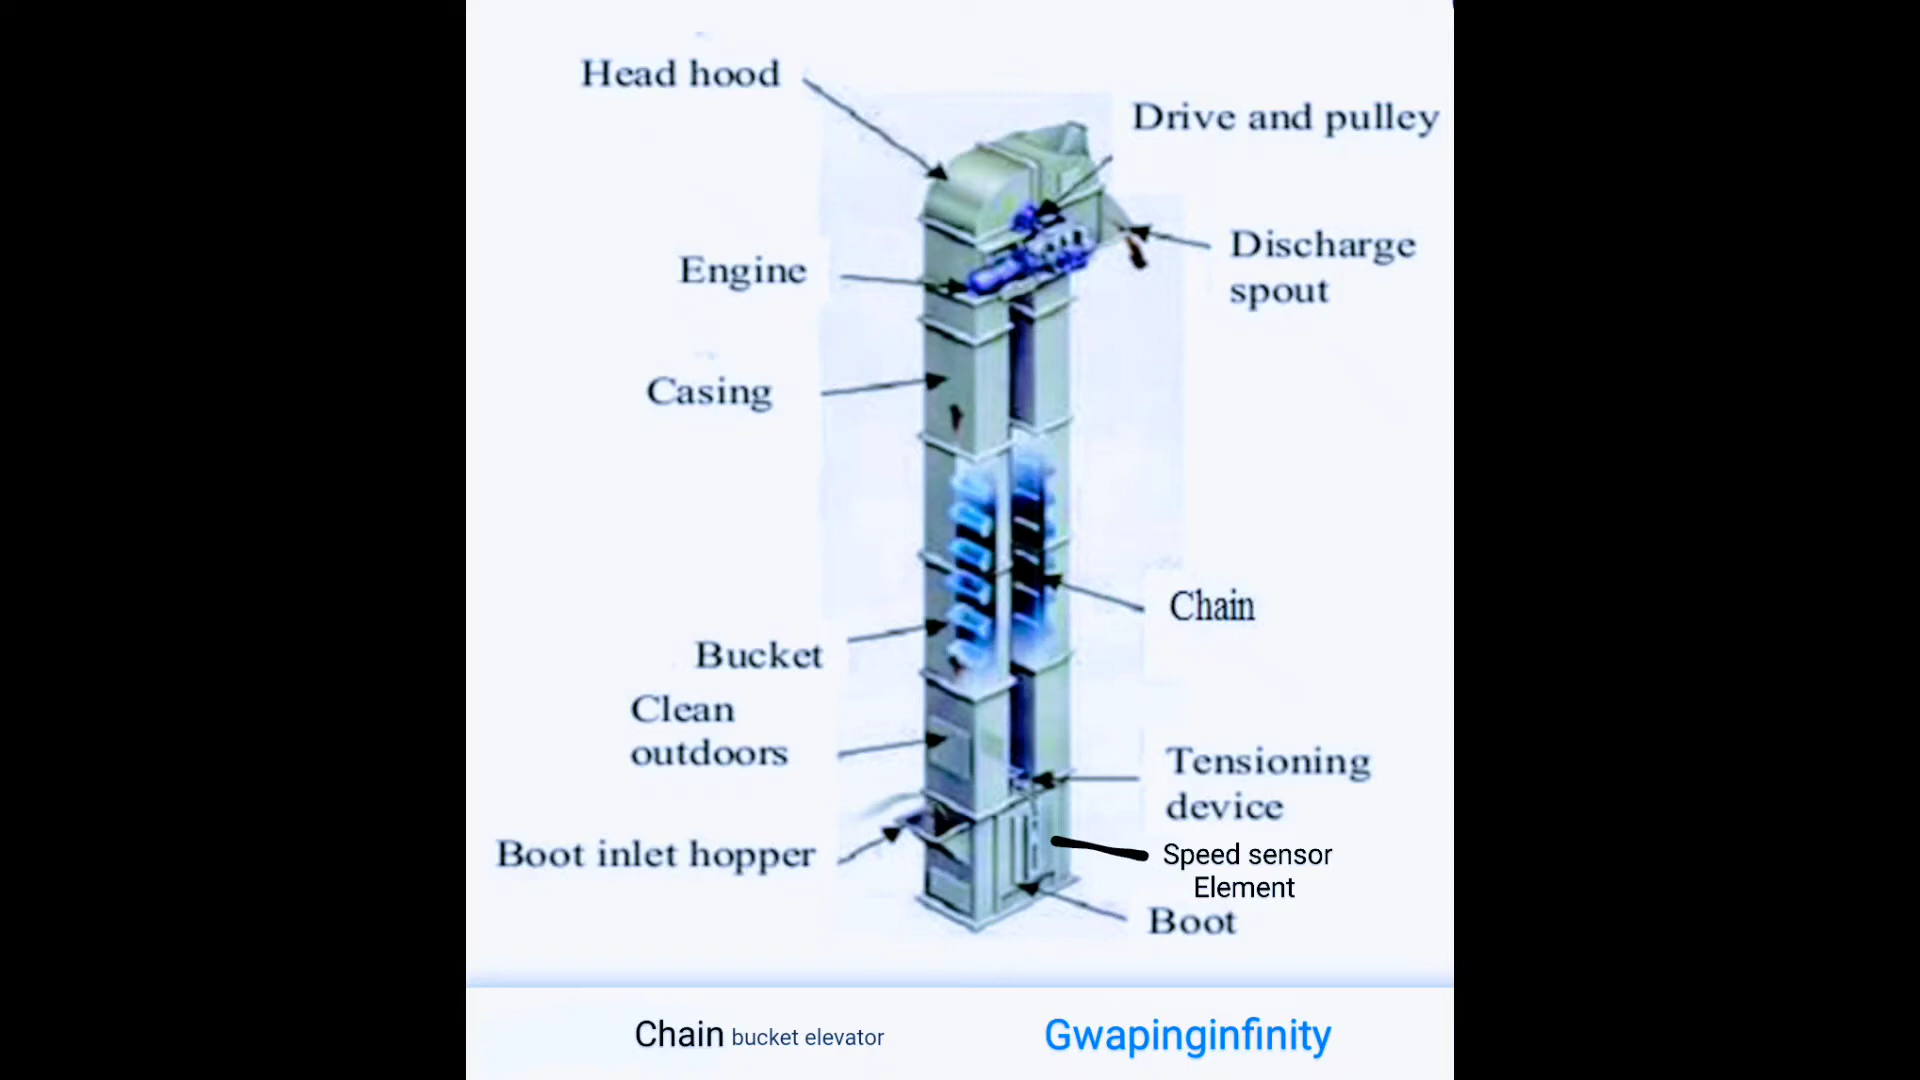 Head hood
Drive and pulley
Discharge
spout
Engine
Casing
Chain
Bucket
Clean
outdoors
Tensioning
device
Boot inlet hopper
Speed sensor
Element
Boot
Chain bucket elevator
Gwapinginfinity